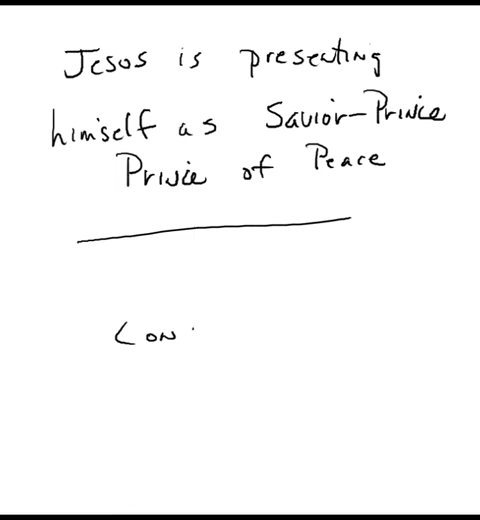 Jesus is presenting
himself as Savior-Prince
Prince of Peace
Con